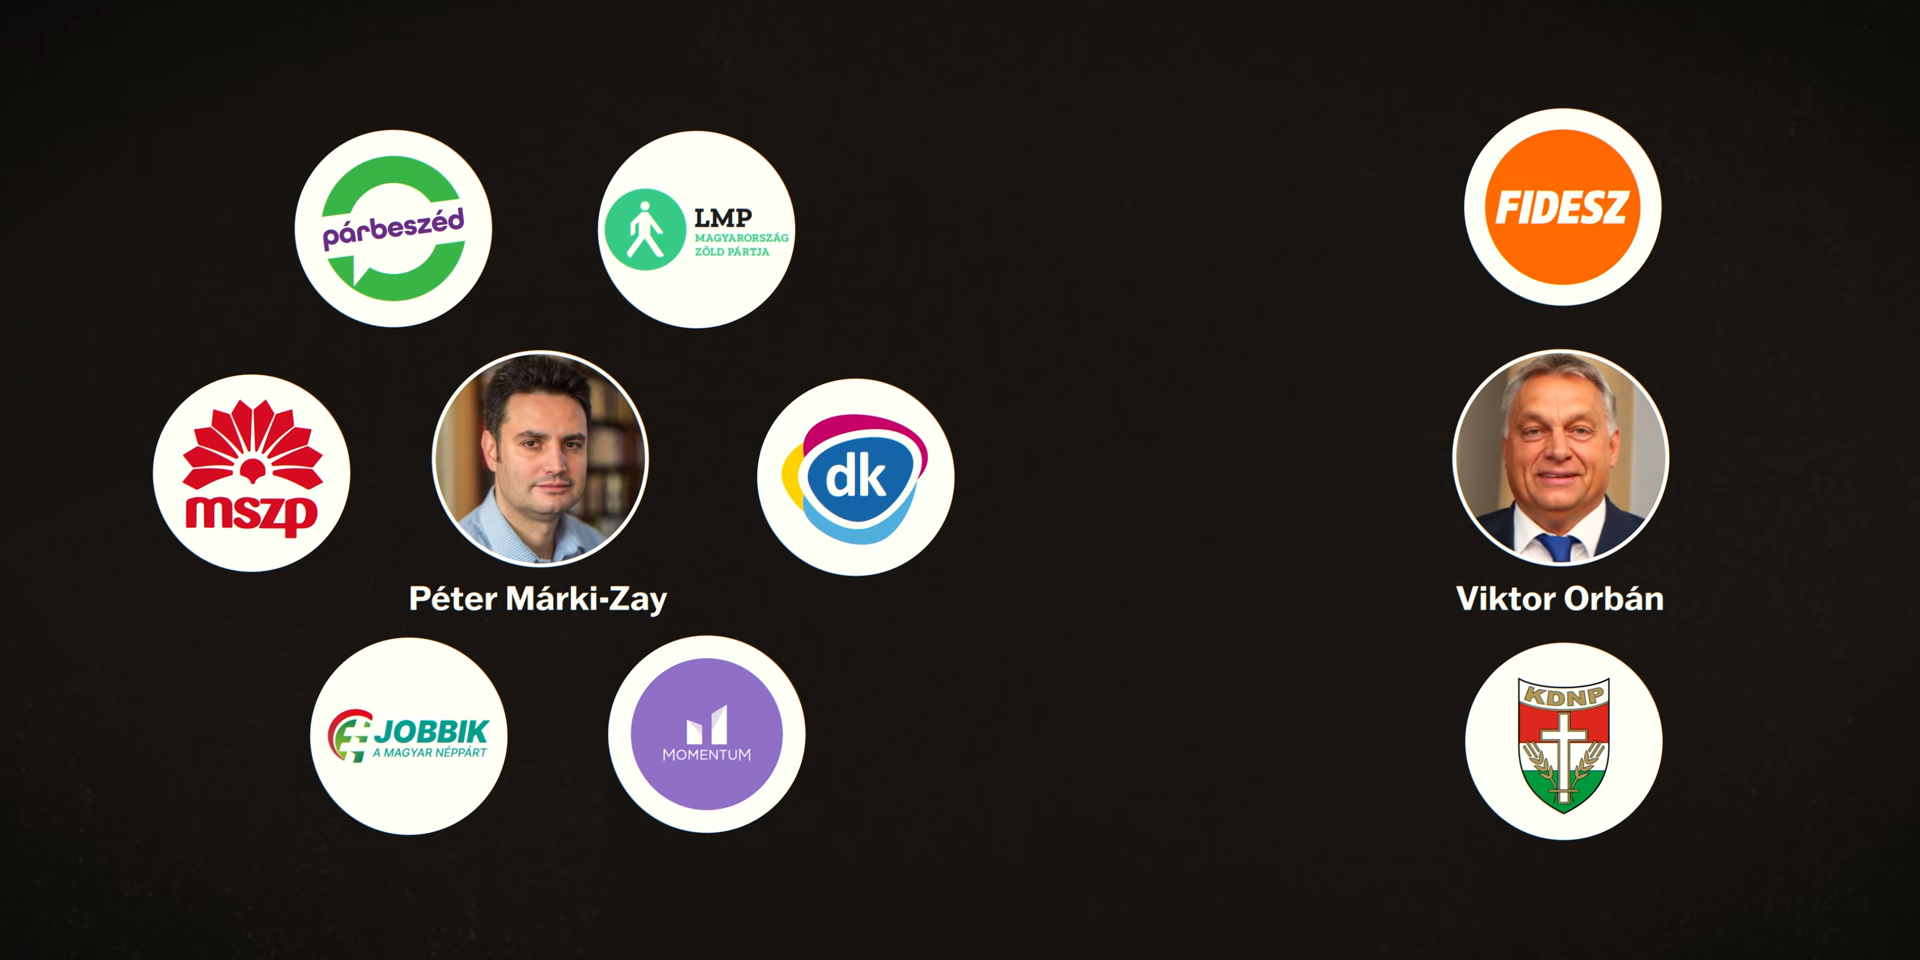 párbeszéd
LMP
MAGYARORSZÁG
ZÖLD PÁRTJA
FIDESZ
mszp
dk
Péter Márki-Zay
Viktor Orbán
JOBBIK
A MAGYAR NÉPPÁRT
MOMENTUM
KDNP